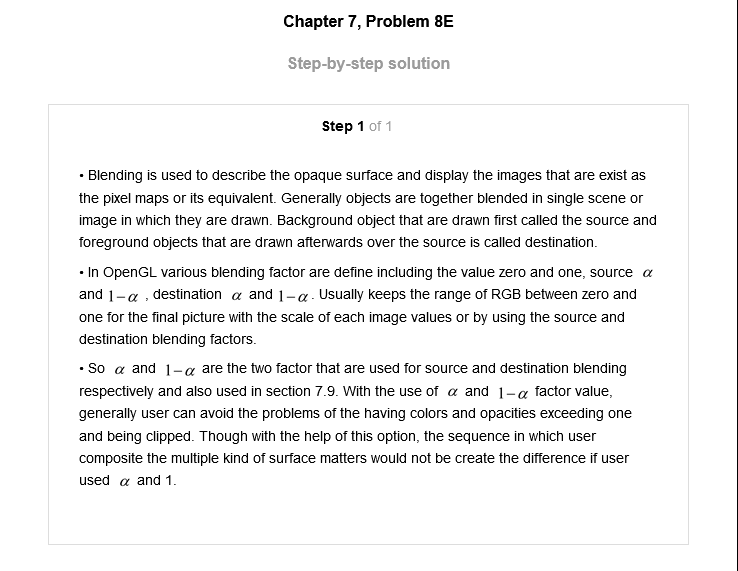 Chapter 7, Problem 8E
Step-by-step solution
Step 1 of 1
• Blending is used to describe the opaque surface and display the images that are exist as
the pixel maps or its equivalent. Generally objects are together blended in single scene or
image in which they are drawn. Background object that are drawn first called the source and
foreground objects that are drawn afterwards over the source is called destination.
• In OpenGL various blending factor are define including the value zero and one, source α
and 1−α , destination α and 1−α. Usually keeps the range of RGB between zero and
one for the final picture with the scale of each image values or by using the source and
destination blending factors.
• So α and 1−α are the two factor that are used for source and destination blending
respectively and also used in section 7.9. With the use of α and 1−α factor value,
generally user can avoid the problems of the having colors and opacities exceeding one
and being clipped. Though with the help of this option, the sequence in which user
composite the multiple kind of surface matters would not be create the difference if user
used α and 1.